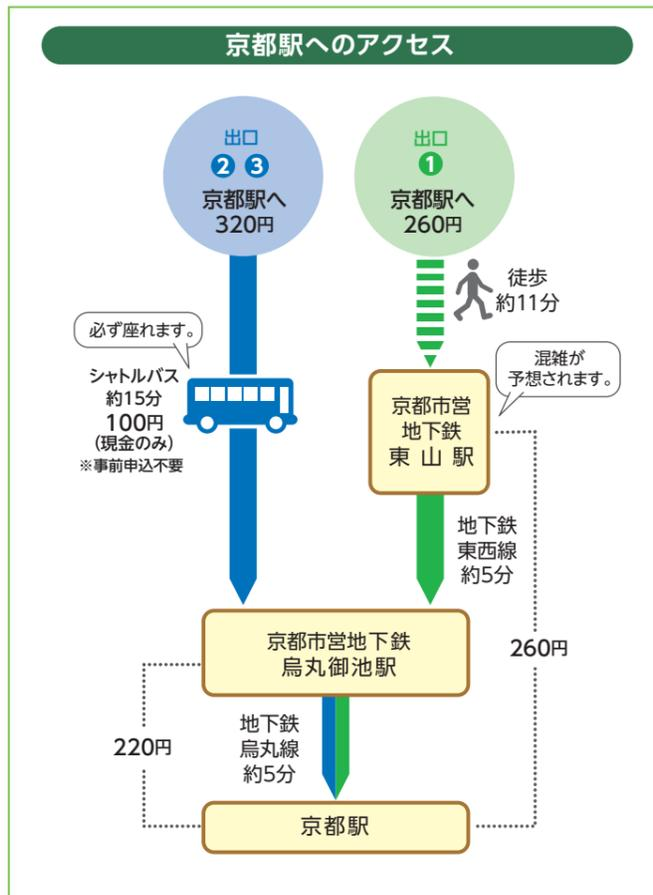 京都駅へのアクセス
出口
2 3
京都駅へ
320円
出口
1
京都駅へ
260円
徒歩
約11分
必ず座れます。
シャトルバス
約15分
100円
(現金のみ)
※事前申込不要
混雑が
予想されます。
京都市営
地下鉄
東山駅
地下鉄
東西線
約5分
京都市営地下鉄
烏丸御池駅
260円
220円
地下鉄
烏丸線
約5分
京都駅